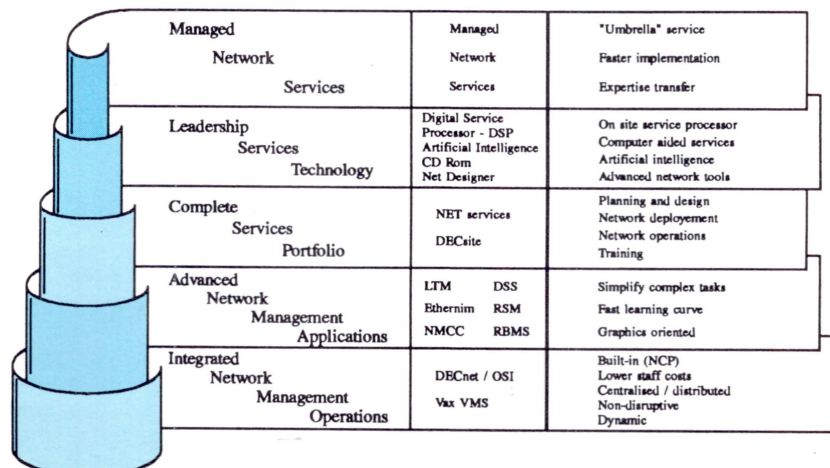 Managed
Network
Services
Managed
Network
Services
"Umbrella" service
Faster implementation
Expertise transfer
Leadership
Services
Technology
Digital Service
Processor - DSP
Artificial Intelligence
CD Rom
Net Designer
On site service processor
Computer aided services
Artificial intelligence
Advanced network tools
Complete
Services
Portfolio
NET services
DECsite
Planning and design
Network deployement
Network operations
Training
Advanced
Network
Management
Applications
LTM DSS
Ethernim RSM
NMCC RBMS
Simplify complex tasks
Fast learning curve
Graphics oriented
Integrated
Network
Management
Operations
DECnet / OSI
Vax VMS
Built-in (NCP)
Lower staff costs
Centralised / distributed
Non-disruptive
Dynamic